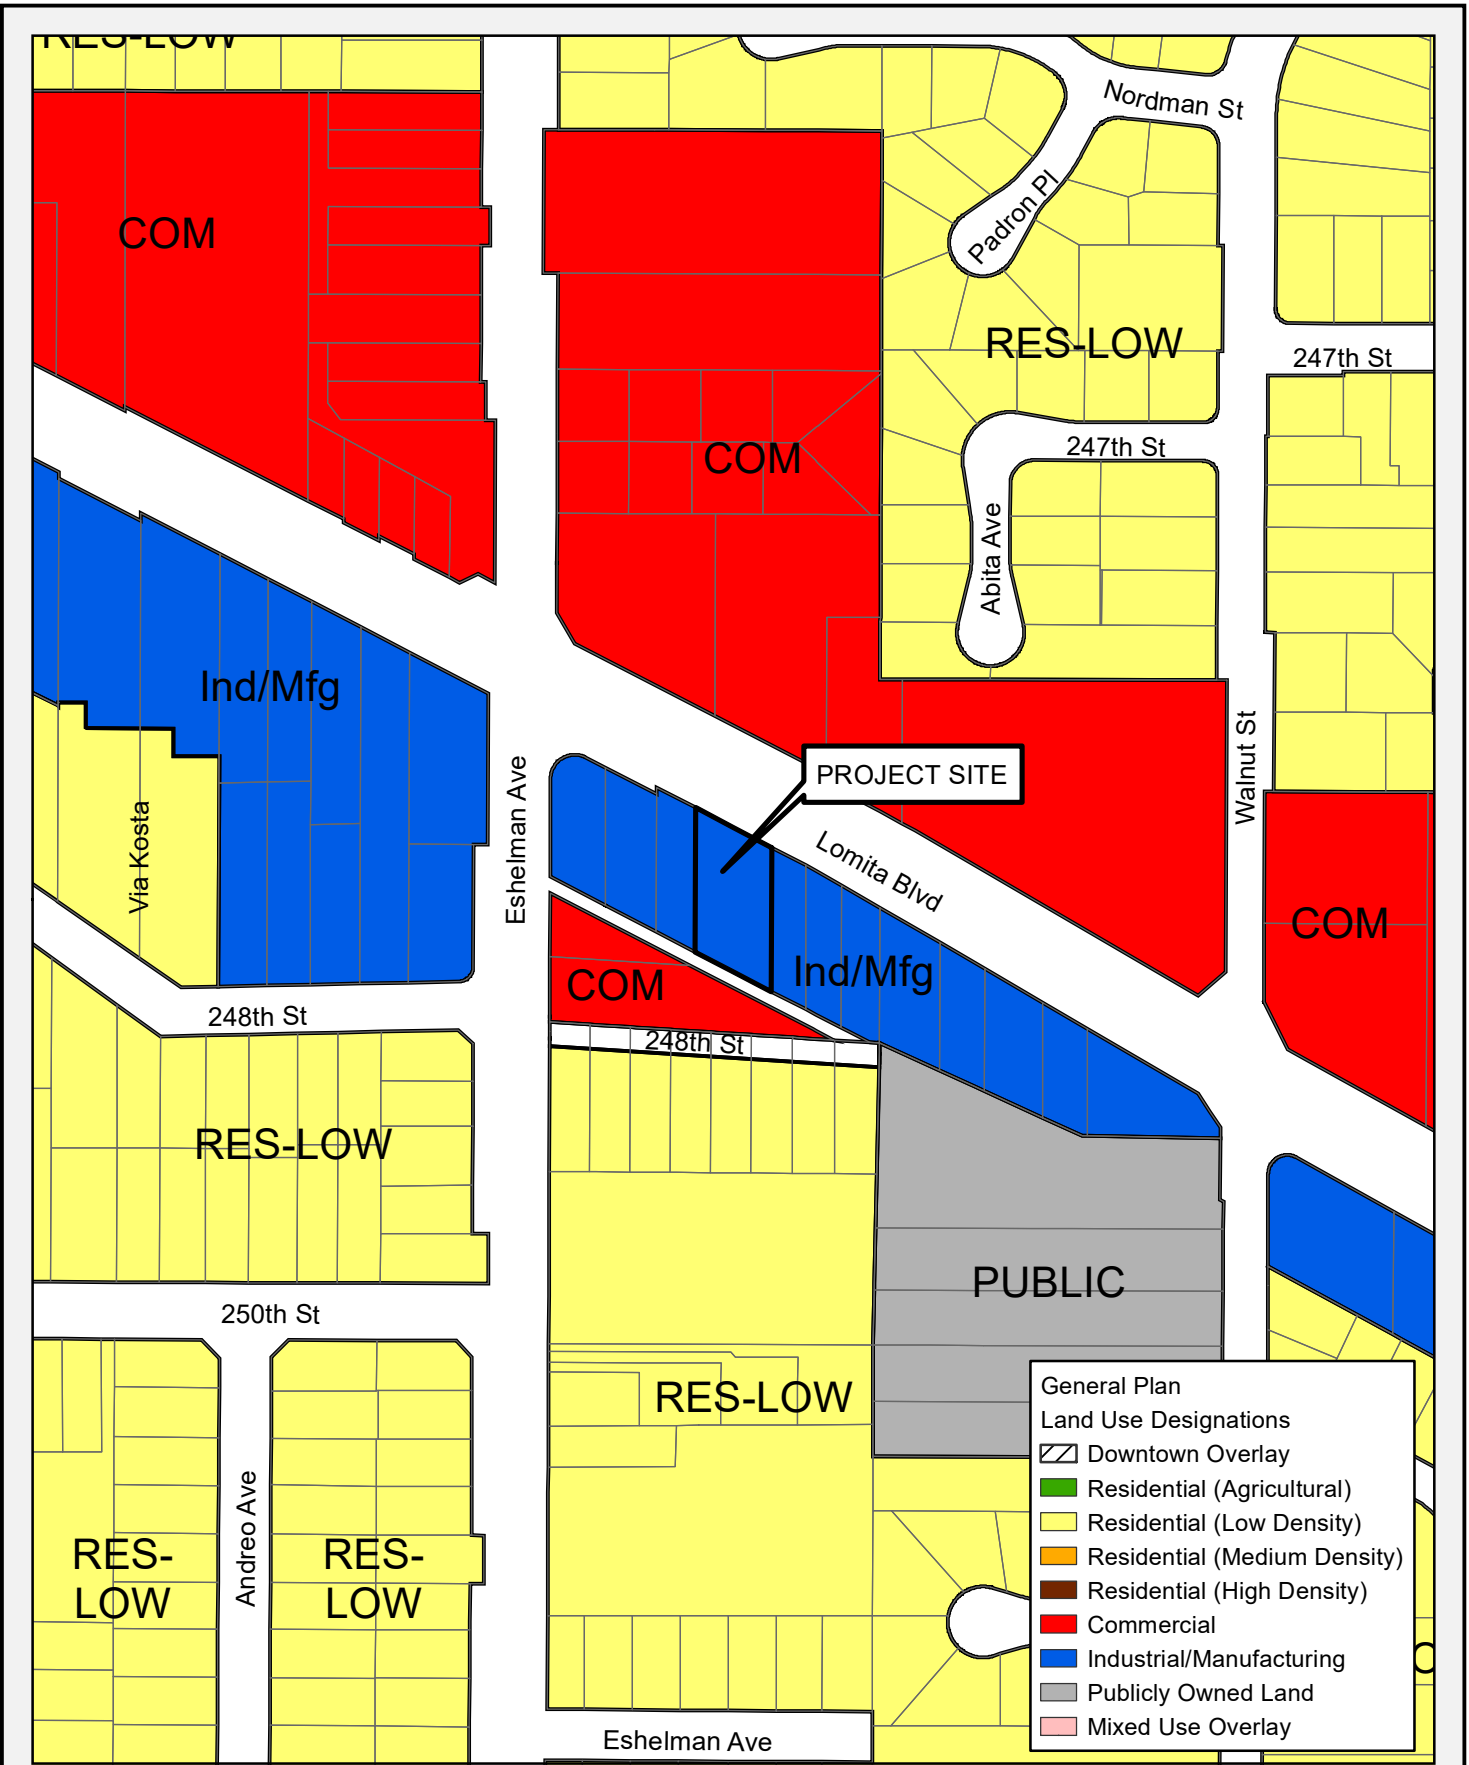 RES-LOW
Nordman St
Padron Pl
COM
RES-LOW
247th St
247th St
COM
Abita Ave
Ind/Mfg
Walnut St
Eshelman Ave
PROJECT SITE
Via Kosta
Lomita Blvd
COM
Ind/Mfg
COM
248th St
248th St
RES-LOW
PUBLIC
250th St
RES-LOW
Andreo Ave
RES-
LOW
RES-
LOW
General Plan
Land Use Designations
Downtown Overlay
Residential (Agricultural)
Residential (Low Density)
Residential (Medium Density)
Residential (High Density)
Commercial
Industrial/Manufacturing
Publicly Owned Land
Mixed Use Overlay
Eshelman Ave